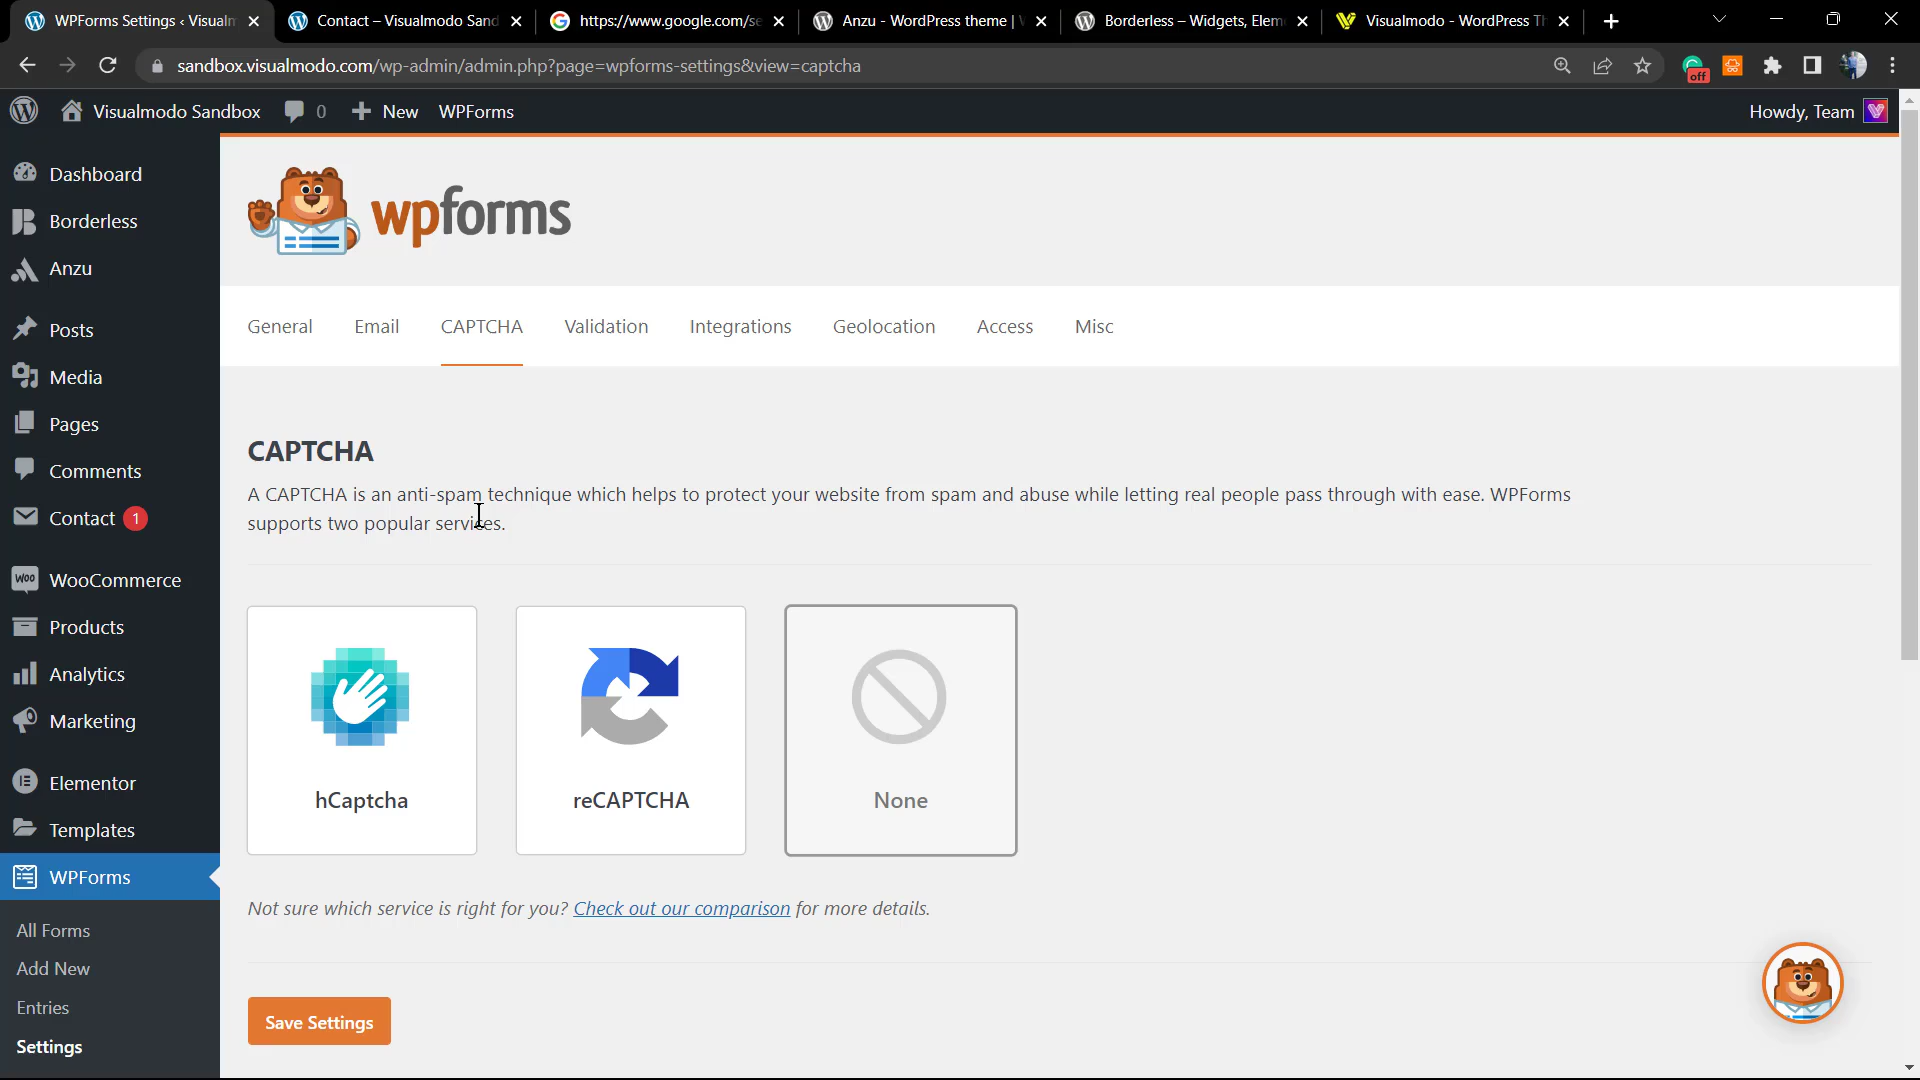 WPForms Settings ‹ Visualm
Contact – Visualmodo Sand
https://www.google.com/se
Anzu - WordPress theme |
Borderless – Widgets, Elem
Visualmodo - WordPress Th
sandbox.visualmodo.com/wp-admin/admin.php?page=wpforms-settings&view=captcha
off
Visualmodo Sandbox
0
New
WPForms
Howdy, Team
Dashboard
Borderless
Anzu
Posts
Media
Pages
Comments
Contact 1
WooCommerce
Products
Analytics
Marketing
Elementor
Templates
WPForms
All Forms
Add New
Entries
Settings
wpforms
General
Email
CAPTCHA
Validation
Integrations
Geolocation
Access
Misc
CAPTCHA
A CAPTCHA is an anti-spam technique which helps to protect your website from spam and abuse while letting real people pass through with ease. WPForms
supports two popular services.
hCaptcha
reCAPTCHA
None
Not sure which service is right for you? Check out our comparison for more details.
Save Settings